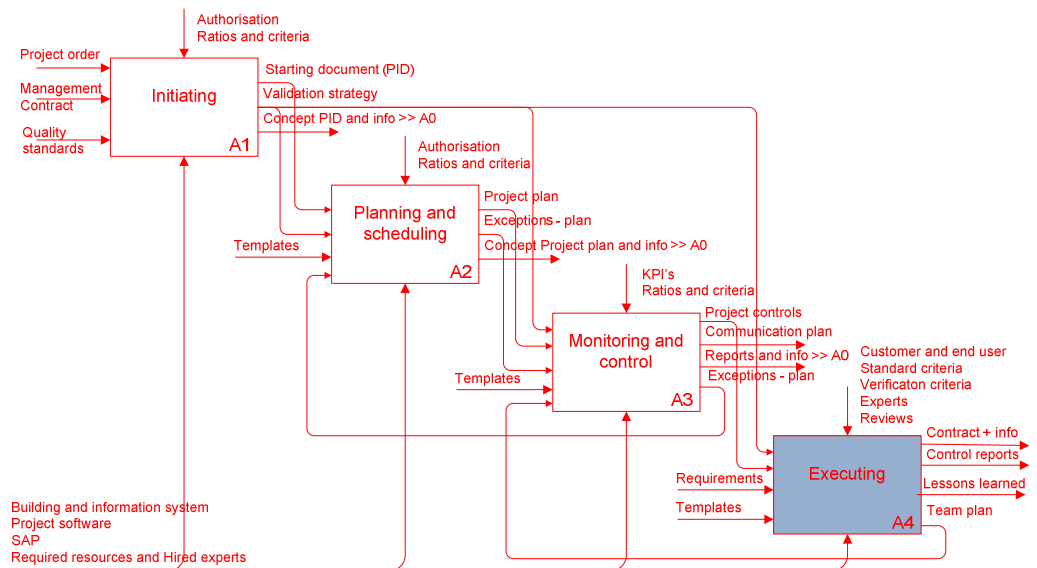 Authorisation
Ratios and criteria
Project order
Management
Contract
Quality
standards
Initiating
A1
Starting document (PID)
Validation strategy
Concept PID and info >> A0
Authorisation
Ratios and criteria
Templates
Planning and
scheduling
A2
Project plan
Exceptions - plan
Concept Project plan and info >> A0
KPI's
Ratios and criteria
Templates
Monitoring and
control
A3
Project controls
Communication plan
Reports and info >> A0
Exceptions - plan
Customer and end user
Standard criteria
Verificaton criteria
Experts
Reviews
Requirements
Templates
Executing
A4
Contract + info
Control reports
Lessons learned
Team plan
Building and information system
Project software
SAP
Required resources and Hired experts